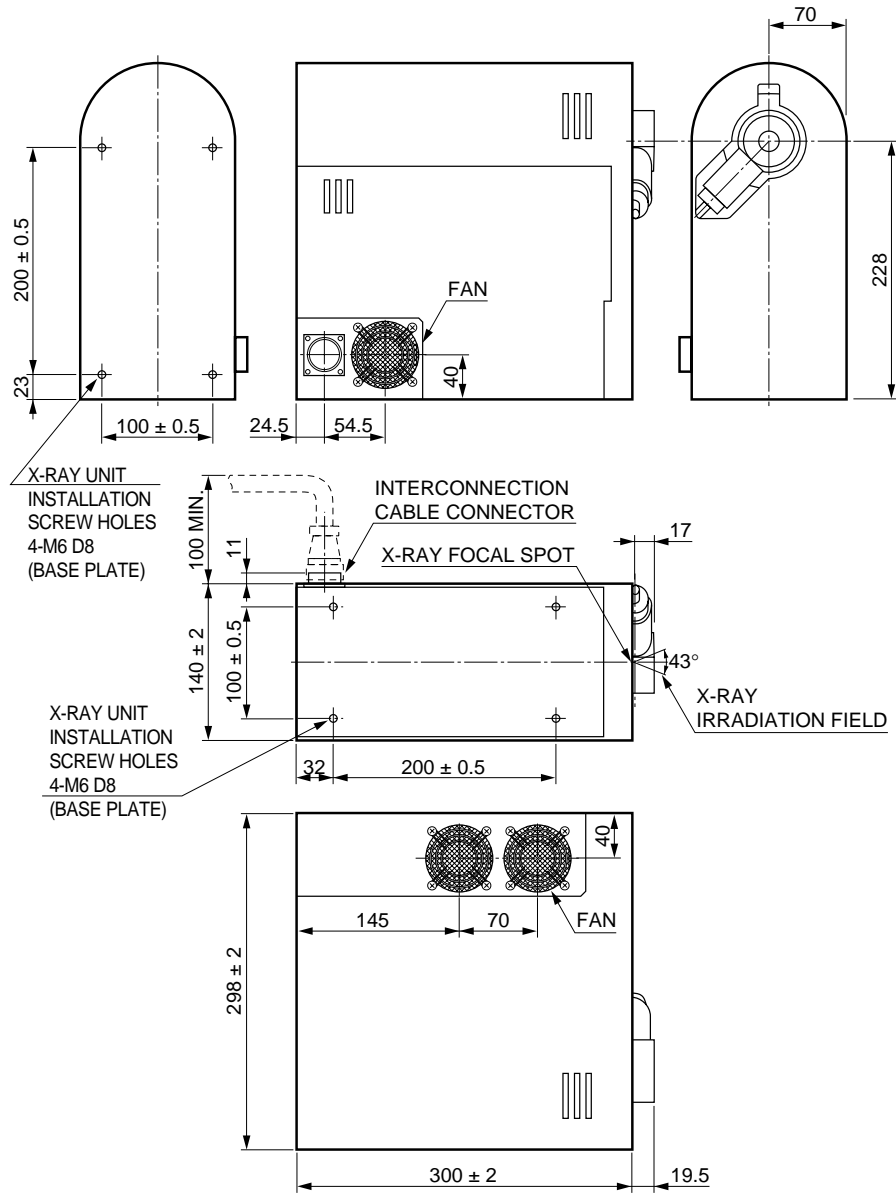 70
200 ± 0.5
23
100 ± 0.5
FAN
40
24.5
54.5
228
X-RAY UNIT
INSTALLATION
SCREW HOLES
4-M6 D8
(BASE PLATE)
100 MIN.
11
INTERCONNECTION
CABLE CONNECTOR
X-RAY FOCAL SPOT
17
140 ± 2
100 ± 0.5
43°
X-RAY
IRRADIATION FIELD
X-RAY UNIT
INSTALLATION
SCREW HOLES
4-M6 D8
(BASE PLATE)
32
200 ± 0.5
40
145
70
FAN
298 ± 2
300 ± 2
19.5